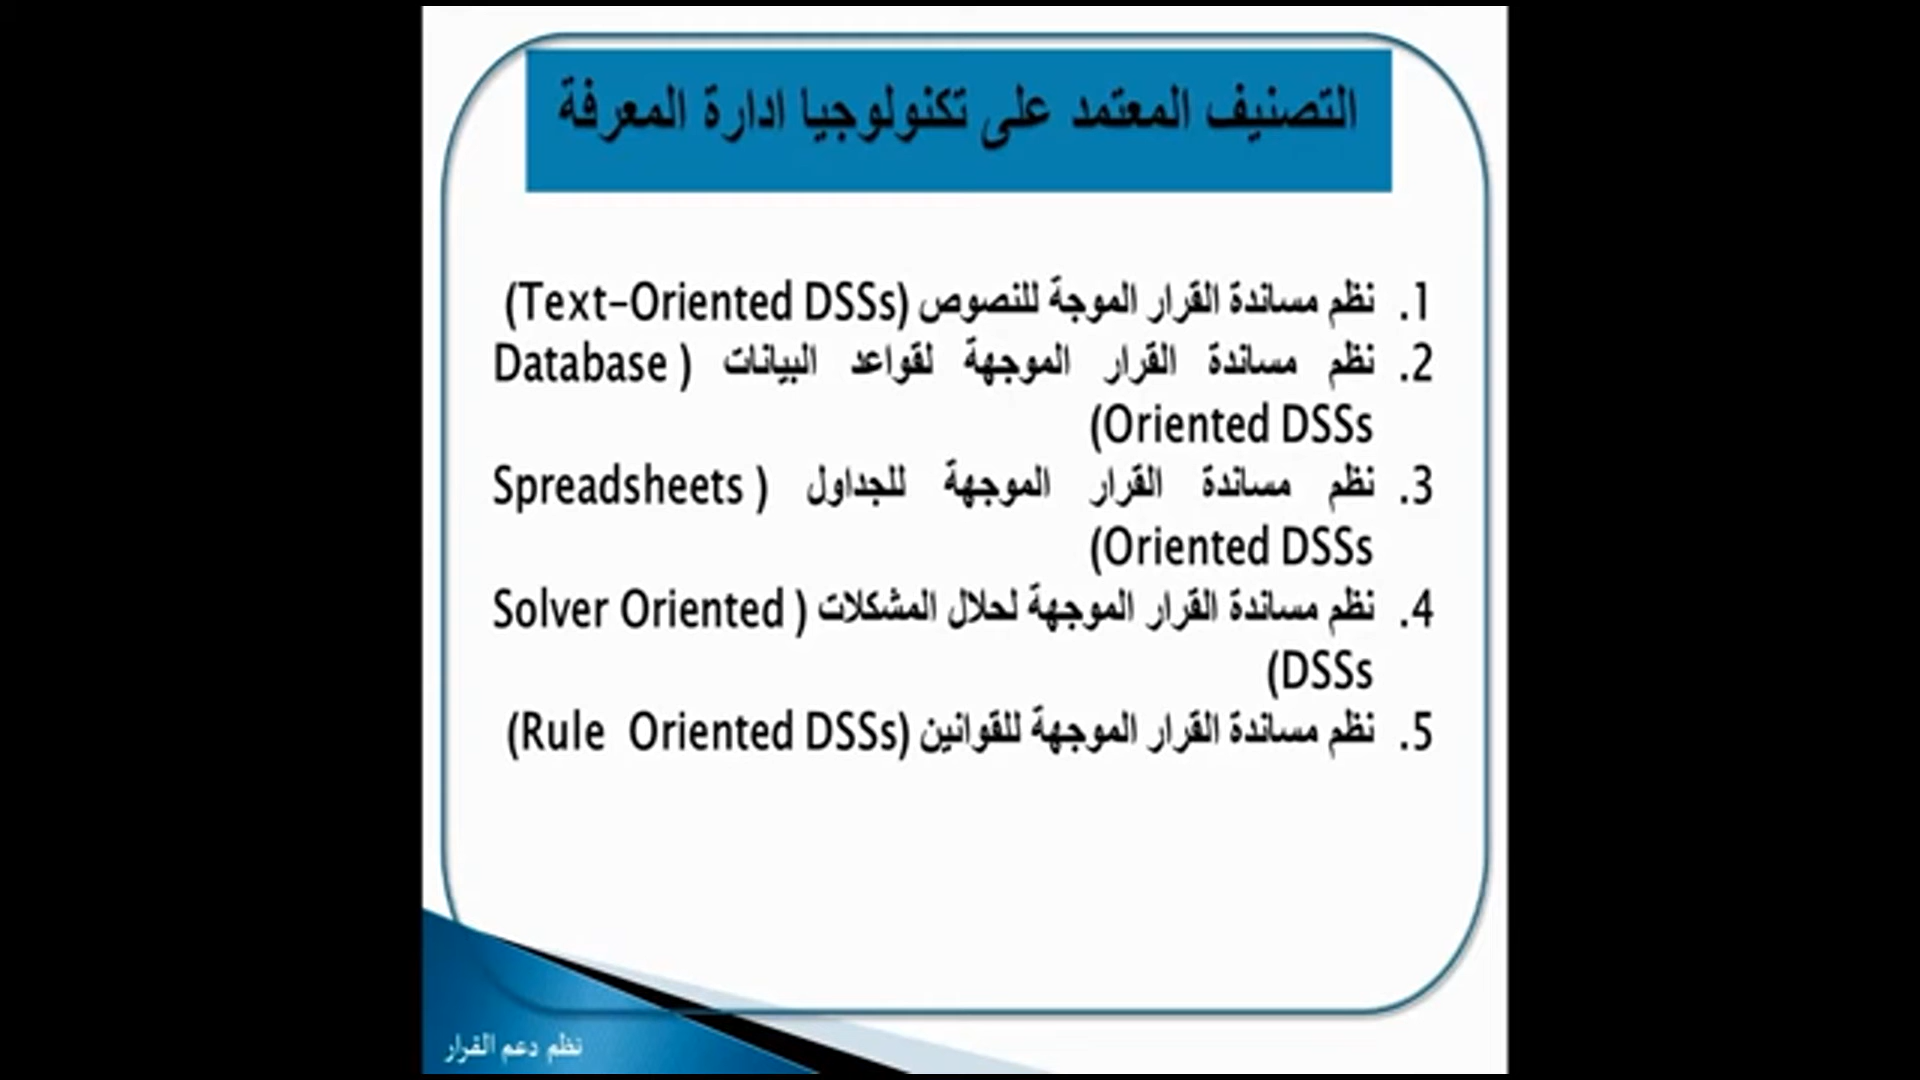 التصنيف المعتمد على تكنولوجيا ادارة المعرفة
1. نظم مساندة القرار الموجة للنصوص (Text-Oriented DSSs)
2. نظم مساندة القرار الموجهة لقواعد البيانات (Database
Oriented DSSs)
3. نظم مساندة القرار الموجهة للجداول (Spreadsheets
Oriented DSSs)
4. نظم مساندة القرار الموجهة لحلال المشكلات (Solver Oriented
DSSs)
5. نظم مساندة القرار الموجهة للقوانين (Rule Oriented DSSs)
نظم دعم القرار